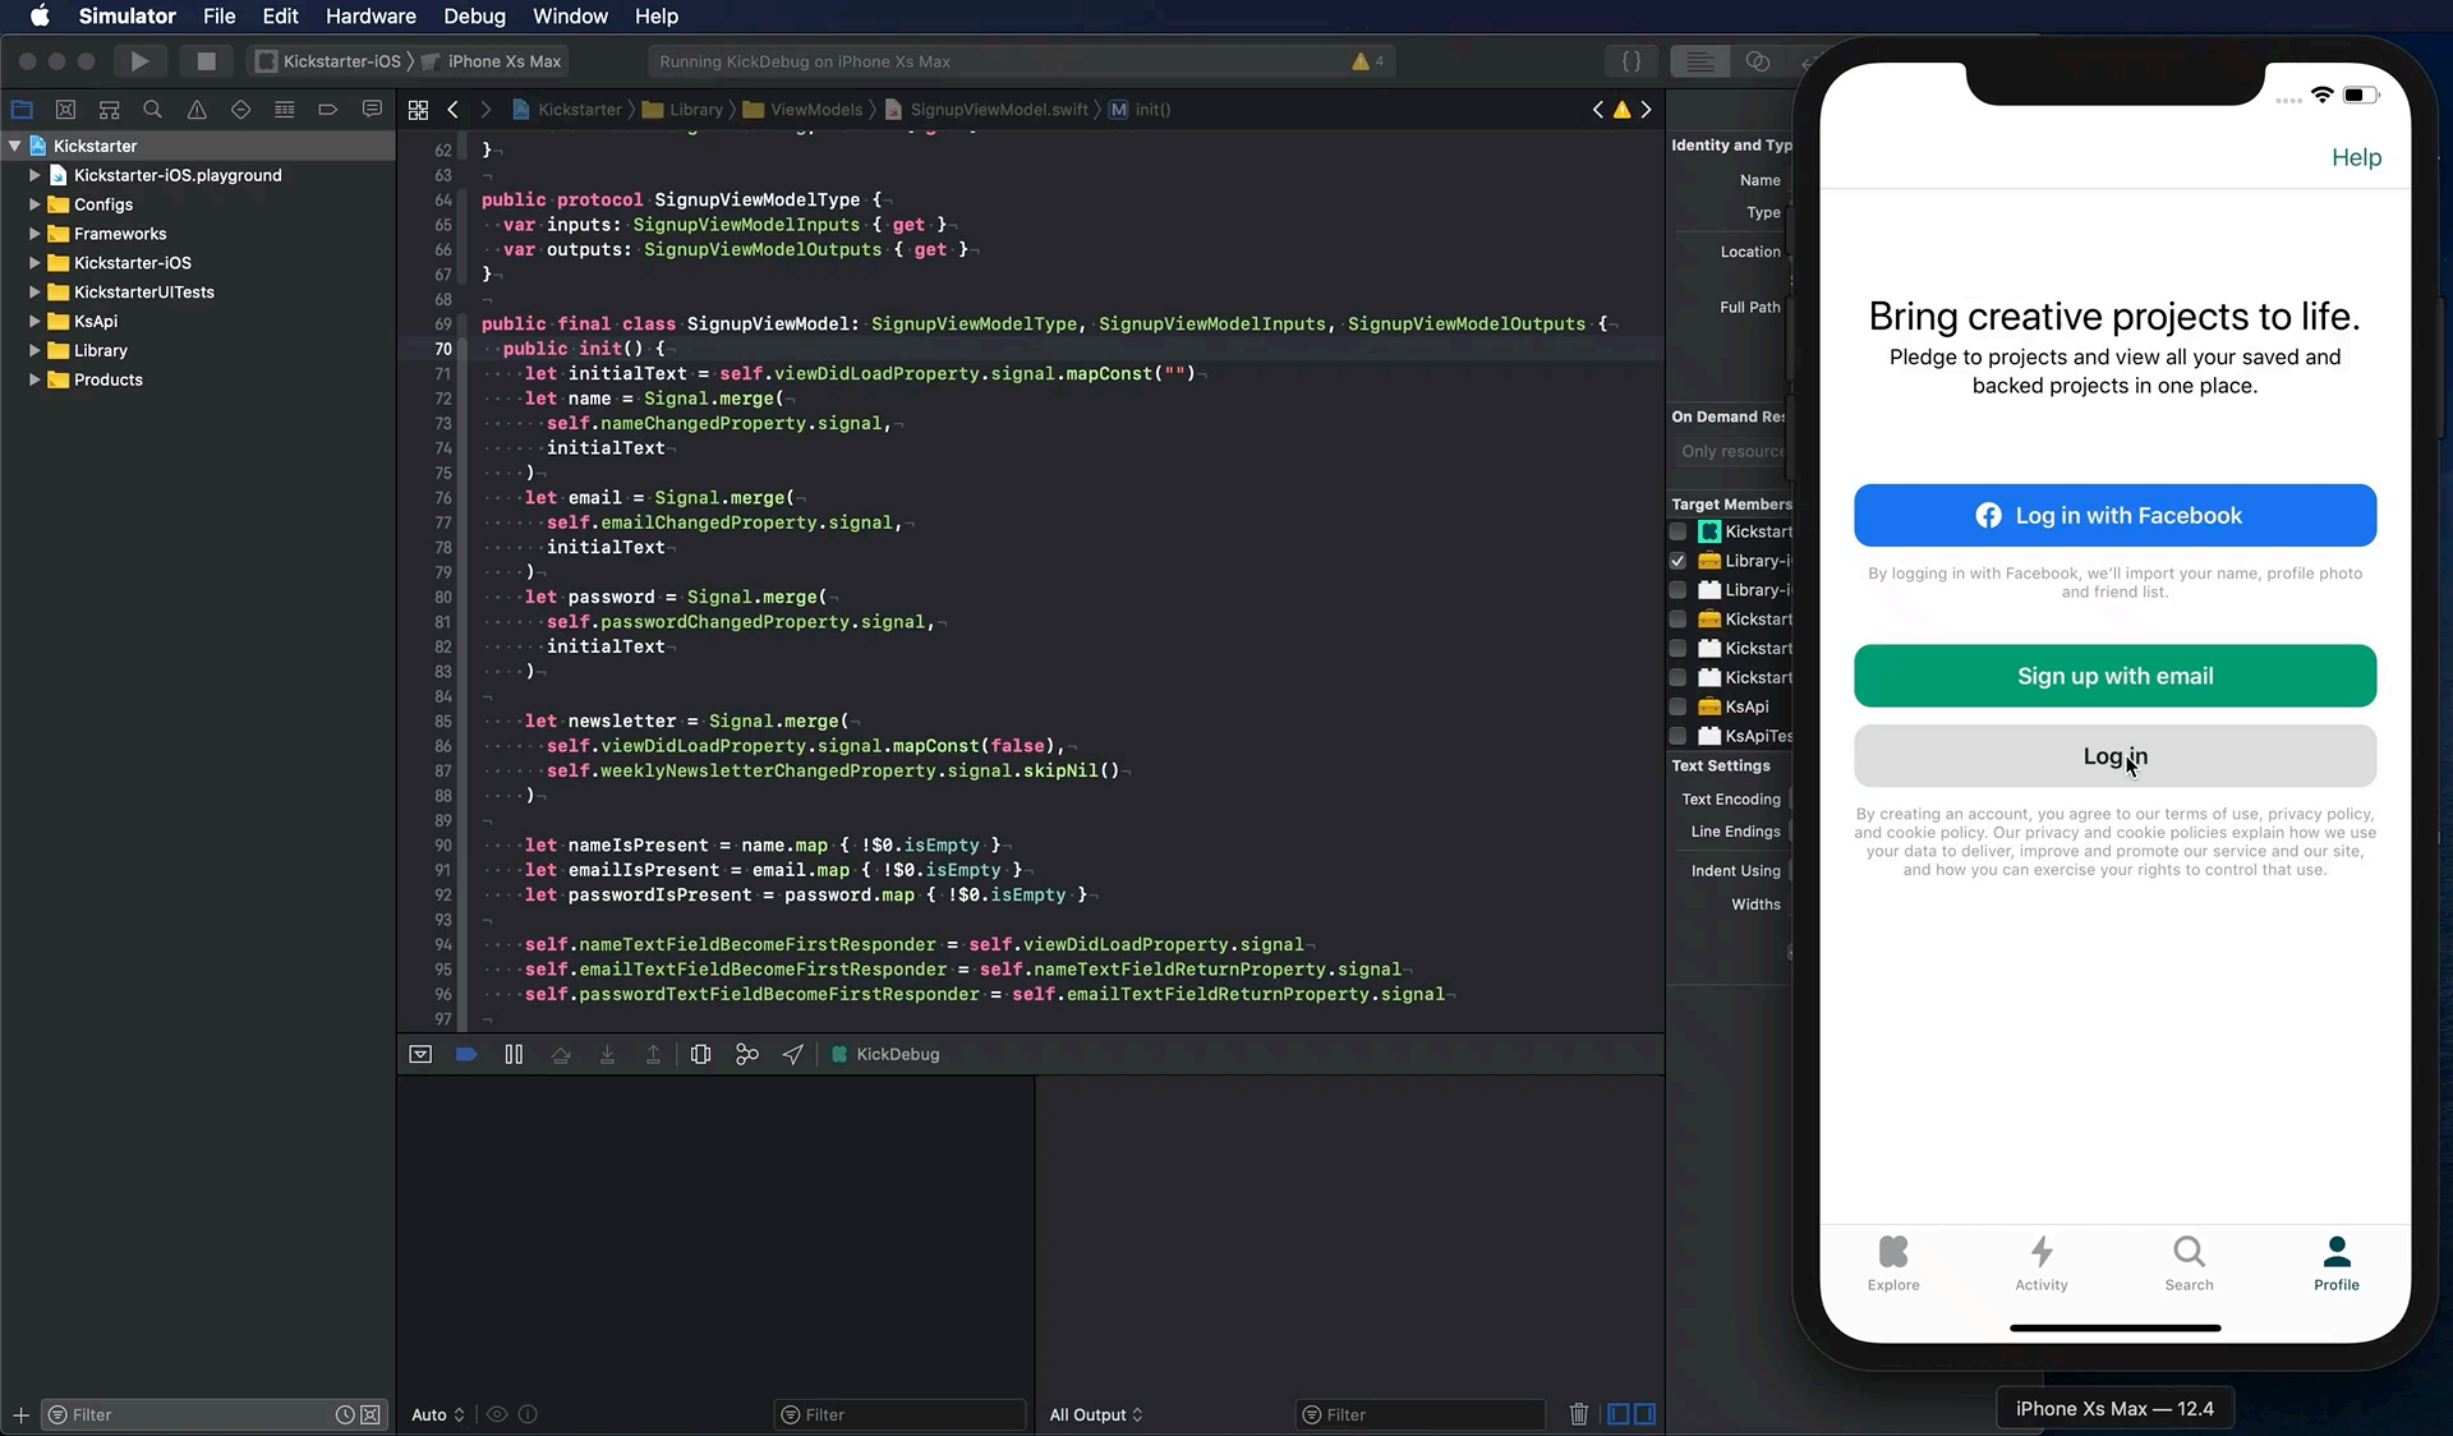 Simulator File Edit Hardware Debug Window Help
Kickstarter-iOS iPhone Xs Max
Running KickDebug on iPhone Xs Max
4
Kickstarter
Kickstarter-iOS.playground
Configs
Frameworks
Kickstarter-iOS
KickstarterUITests
KsApi
Library
Products
Filter
Kickstarter Library ViewModels SignupViewModel.swift M init()
62 }
63
64 public protocol SignupViewModelType {
65 var inputs: SignupViewModelInputs { get }
66 var outputs: SignupViewModelOutputs { get }
67 }
68
69 public final class SignupViewModel: SignupViewModelType, SignupViewModelInputs, SignupViewModelOutputs {
70 public init() {
71 let initialText = self.viewDidLoadProperty.signal.mapConst("")
72 let name = Signal.merge(
73 self.nameChangedProperty.signal,
74 initialText
75 )
76 let email = Signal.merge(
77 self.emailChangedProperty.signal,
78 initialText
79 )
80 let password = Signal.merge(
81 self.passwordChangedProperty.signal,
82 initialText
83 )
84
85 let newsletter = Signal.merge(
86 self.viewDidLoadProperty.signal.mapConst(false),
87 self.weeklyNewsletterChangedProperty.signal.skipNil()
88 )
89
90 let nameIsPresent = name.map { !$0.isEmpty }
91 let emailIsPresent = email.map { !$0.isEmpty }
92 let passwordIsPresent = password.map { !$0.isEmpty }
93
94 self.nameTextFieldBecomeFirstResponder = self.viewDidLoadProperty.signal
95 self.emailTextFieldBecomeFirstResponder = self.nameTextFieldReturnProperty.signal
96 self.passwordTextFieldBecomeFirstResponder = self.emailTextFieldReturnProperty.signal
97
KickDebug
Auto
Filter
All Output
Filter
Identity and Typ
Name
Type
Location
Full Path
On Demand Res
Only resource
Target Members
Kickstart
Library-i
Library-i
Kickstart
Kickstart
Kickstart
KsApi
KsApiTes
Text Settings
Text Encoding
Line Endings
Indent Using
Widths
Help
Bring creative projects to life.
Pledge to projects and view all your saved and
backed projects in one place.
Log in with Facebook
By logging in with Facebook, we'll import your name, profile photo
and friend list.
Sign up with email
Log in
By creating an account, you agree to our terms of use, privacy policy,
and cookie policy. Our privacy and cookie policies explain how we use
your data to deliver, improve and promote our service and our site,
and how you can exercise your rights to control that use.
Explore Activity Search Profile
iPhone Xs Max — 12.4